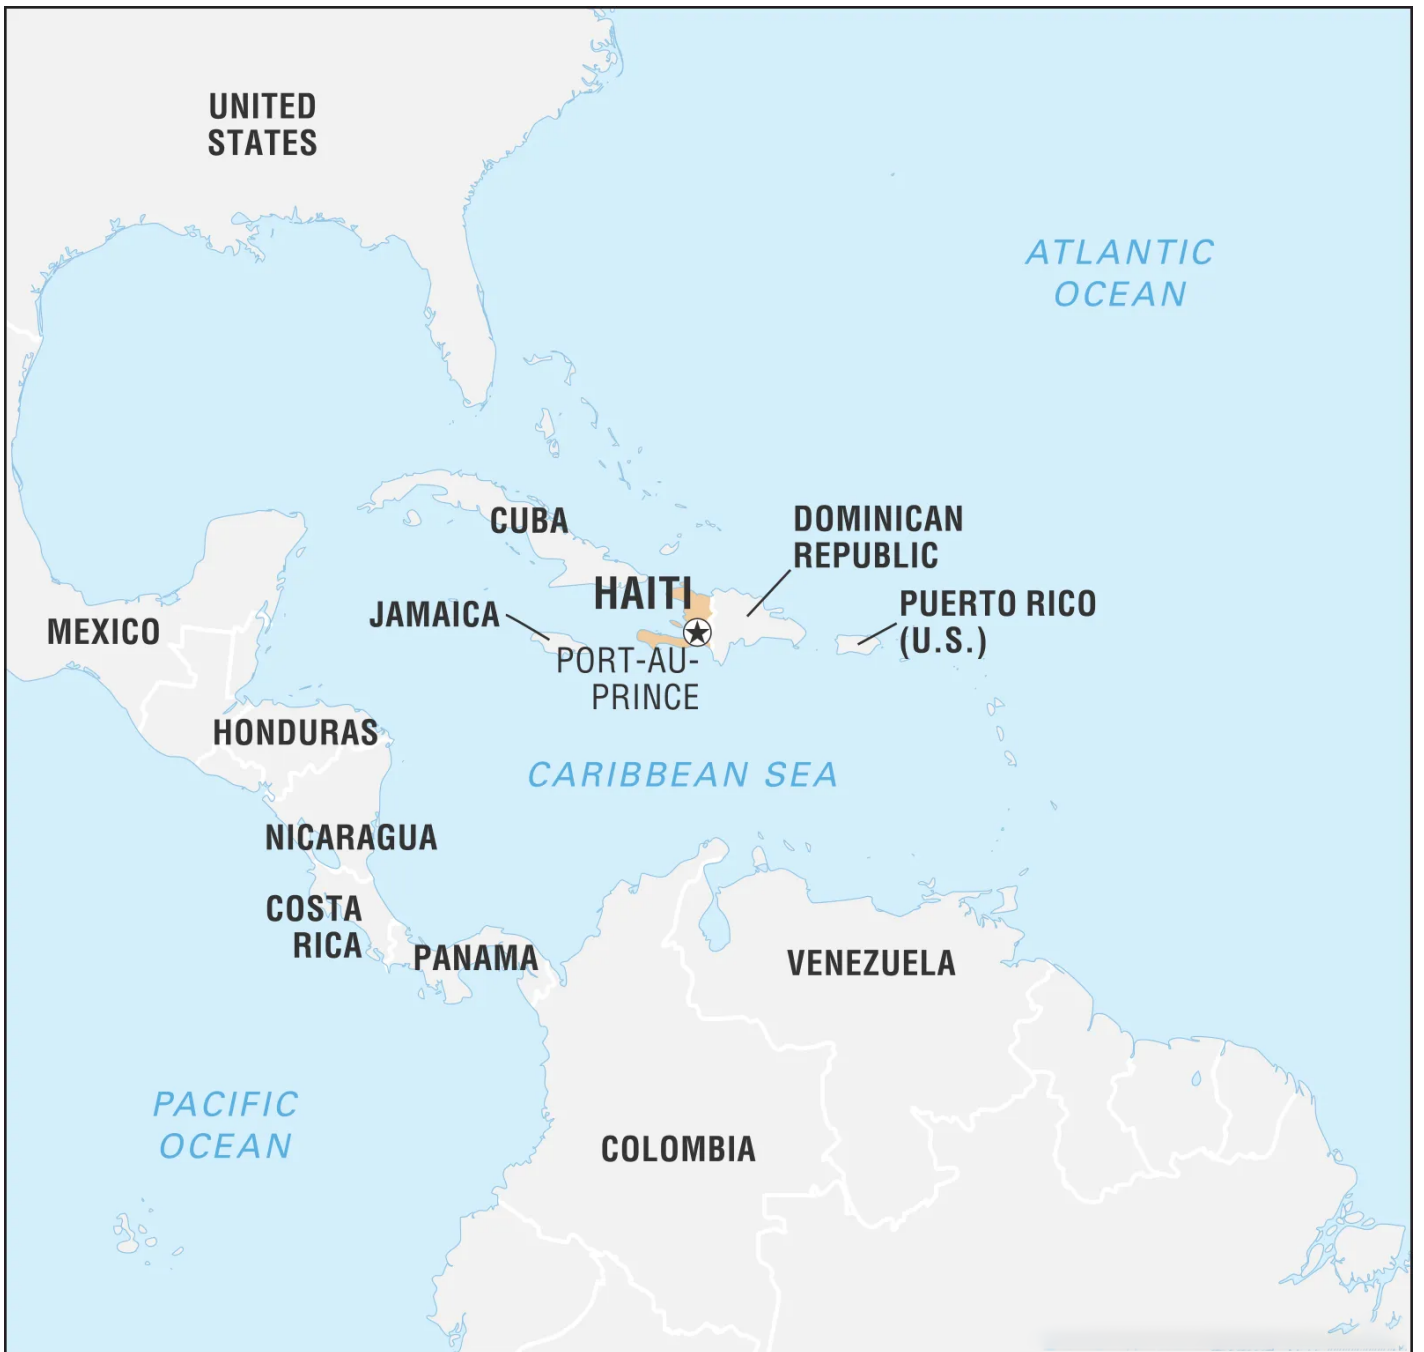 UNITED
STATES
ATLANTIC
OCEAN
CUBA
DOMINICAN
REPUBLIC
HAITI
JAMAICA
PUERTO RICO
(U.S.)
MEXICO
PORT-AU-
PRINCE
HONDURAS
CARIBBEAN SEA
NICARAGUA
COSTA
RICA
PANAMA
VENEZUELA
PACIFIC
OCEAN
COLOMBIA